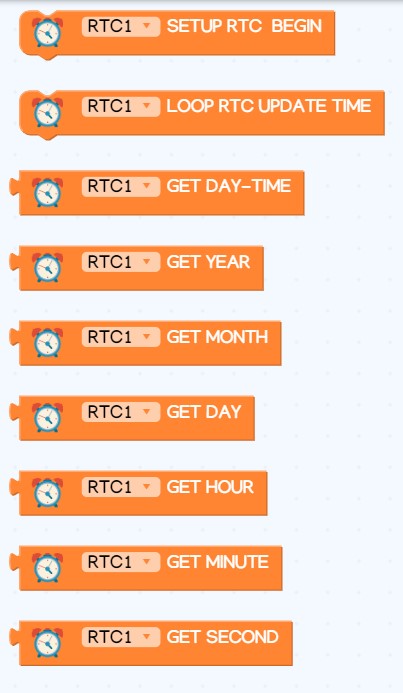 RTC1 SETUP RTC  BEGIN
RTC1 LOOP RTC UPDATE TIME
RTC1 GET DAY-TIME
RTC1 GET YEAR
RTC1 GET MONTH
RTC1 GET DAY
RTC1 GET HOUR
RTC1 GET MINUTE
RTC1 GET SECOND